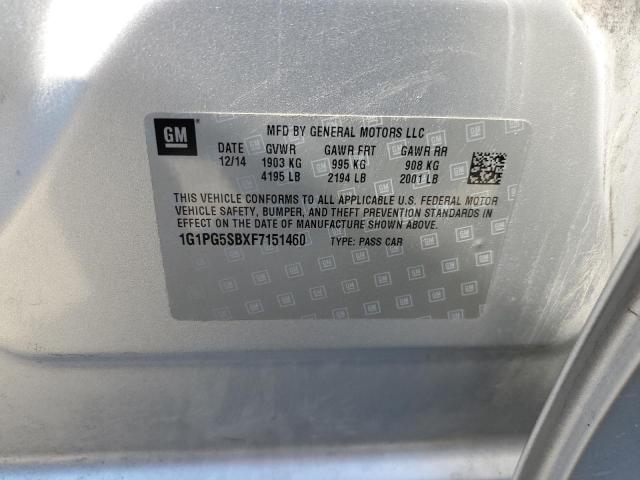 GM
MFD BY GENERAL MOTORS LLC
DATE GVWR GAWR FRT GAWR RR
12/14 1903 KG 995 KG 908 KG
4195 LB 2194 LB 2001 LB
THIS VEHICLE CONFORMS TO ALL APPLICABLE U.S. FEDERAL MOTOR
VEHICLE SAFETY, BUMPER, AND THEFT PREVENTION STANDARDS IN
EFFECT ON THE DATE OF MANUFACTURE SHOWN ABOVE.
1G1PG5SBXF7151460 TYPE: PASS CAR